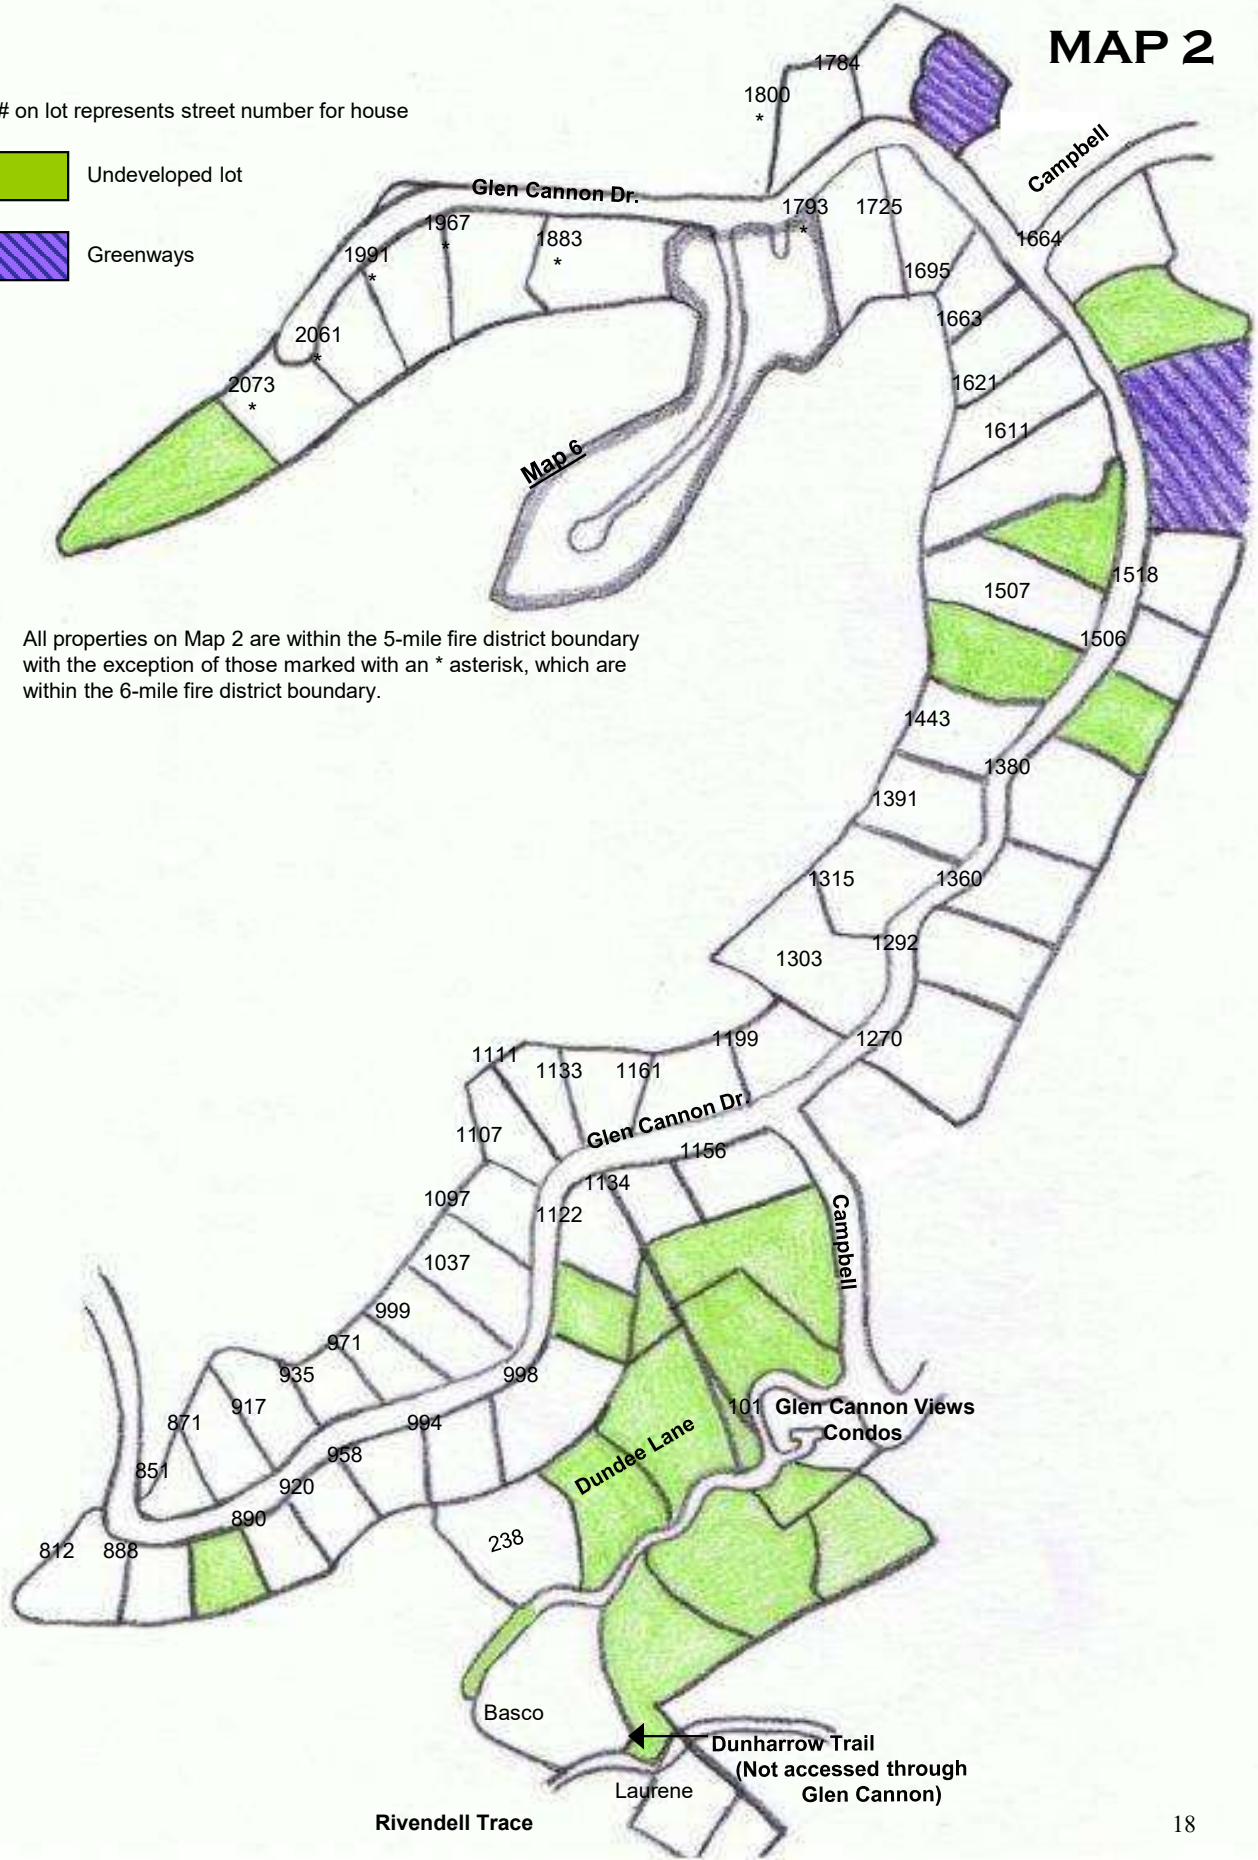 MAP 2
# on lot represents street number for house
Undeveloped lot
Greenways
1784
1800
*
Campbell
Glen Cannon Dr.
1793
*
1725
1967
*
1883
*
1991
*
1664
1695
1663
2061
*
2073
*
1621
1611
Map 6
1518
1507
1506
All properties on Map 2 are within the 5-mile fire district boundary
with the exception of those marked with an * asterisk, which are
within the 6-mile fire district boundary.
1443
1380
1391
1315
1360
1292
1303
1270
1199
1111
1133
1161
Glen Cannon Dr.
1107
1156
1134
1097
1122
Campbell
1037
999
971
935
998
917
871
994
101
Glen Cannon Views
Condos
Dundee Lane
958
851
920
890
812
888
238
Basco
Dunharrow Trail
(Not accessed through
Glen Cannon)
Laurene
Rivendell Trace
18